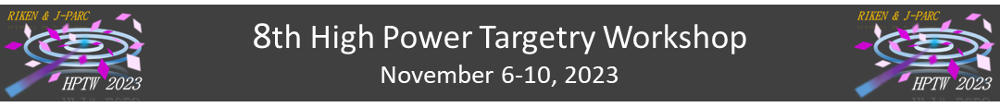 RIKEN & J-PARC
HPTW 2023
8th High Power Targetry Workshop
November 6-10, 2023
RIKEN & J-PARC
HPTW 2023